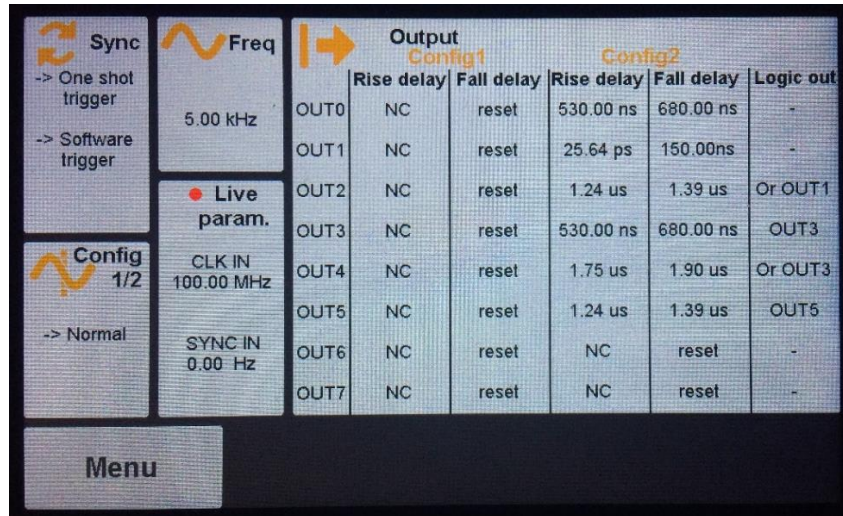 Sync
-> One shot
trigger
-> Software
trigger
Freq
5.00 kHz
Config
1/2
-> Normal
Live
param.
CLK IN
100.00 MHz
SYNC IN
0.00 Hz
Output
Config1 Config2
Rise delay Fall delay Rise delay Fall delay Logic out
OUT0 NC reset 530.00 ns 680.00 ns -
OUT1 NC reset 25.64 ps 150.00ns -
OUT2 NC reset 1.24 us 1.39 us Or OUT1
OUT3 NC reset 530.00 ns 680.00 ns OUT3
OUT4 NC reset 1.75 us 1.90 us Or OUT3
OUT5 NC reset 1.24 us 1.39 us OUT5
OUT6 NC reset NC reset -
OUT7 NC reset NC reset -
Menu